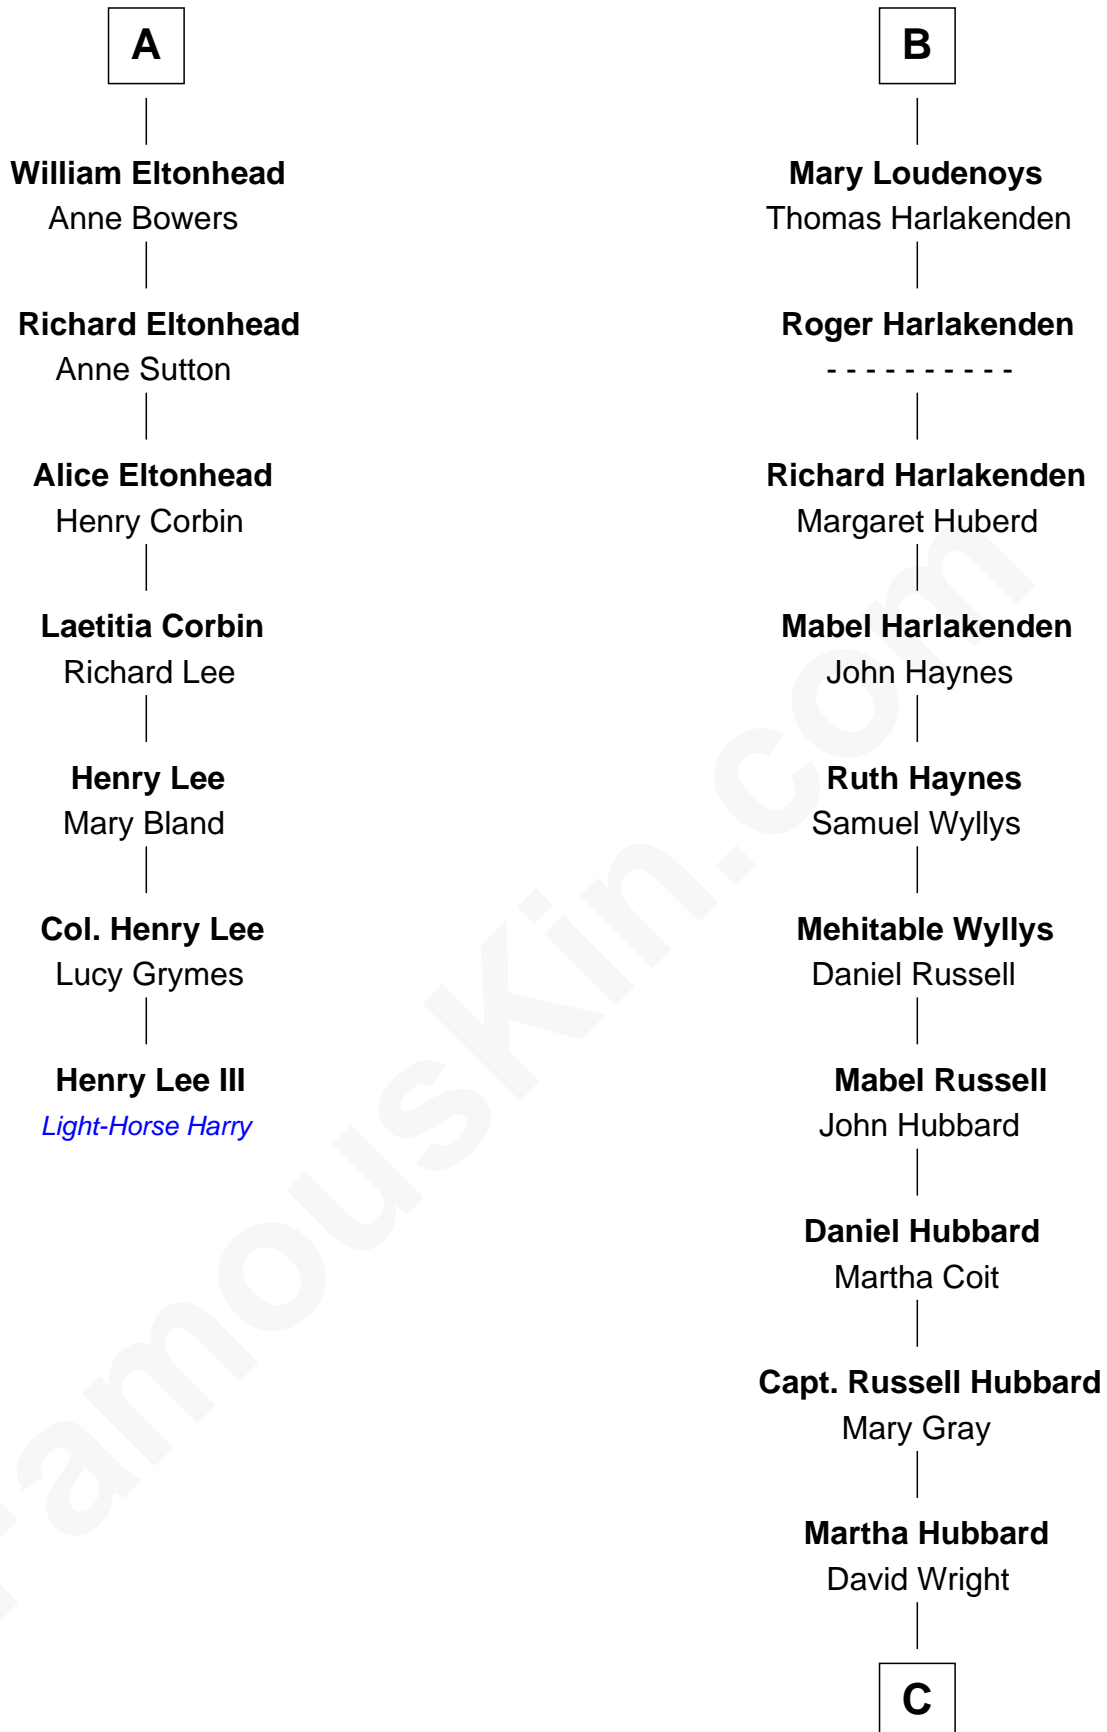 A
William Eltonhead
Anne Bowers
Richard Eltonhead
Anne Sutton
Alice Eltonhead
Henry Corbin
Laetitia Corbin
Richard Lee
Henry Lee
Mary Bland
Col. Henry Lee
Lucy Grymes
Henry Lee III
Light-Horse Harry
B
Mary Loudenoys
Thomas Harlakenden
Roger Harlakenden
- - - - - - - - - -
Richard Harlakenden
Margaret Huberd
Mabel Harlakenden
John Haynes
Ruth Haynes
Samuel Wyllys
Mehitable Wyllys
Daniel Russell
Mabel Russell
John Hubbard
Daniel Hubbard
Martha Coit
Capt. Russell Hubbard
Mary Gray
Martha Hubbard
David Wright
C
FamousKin.com